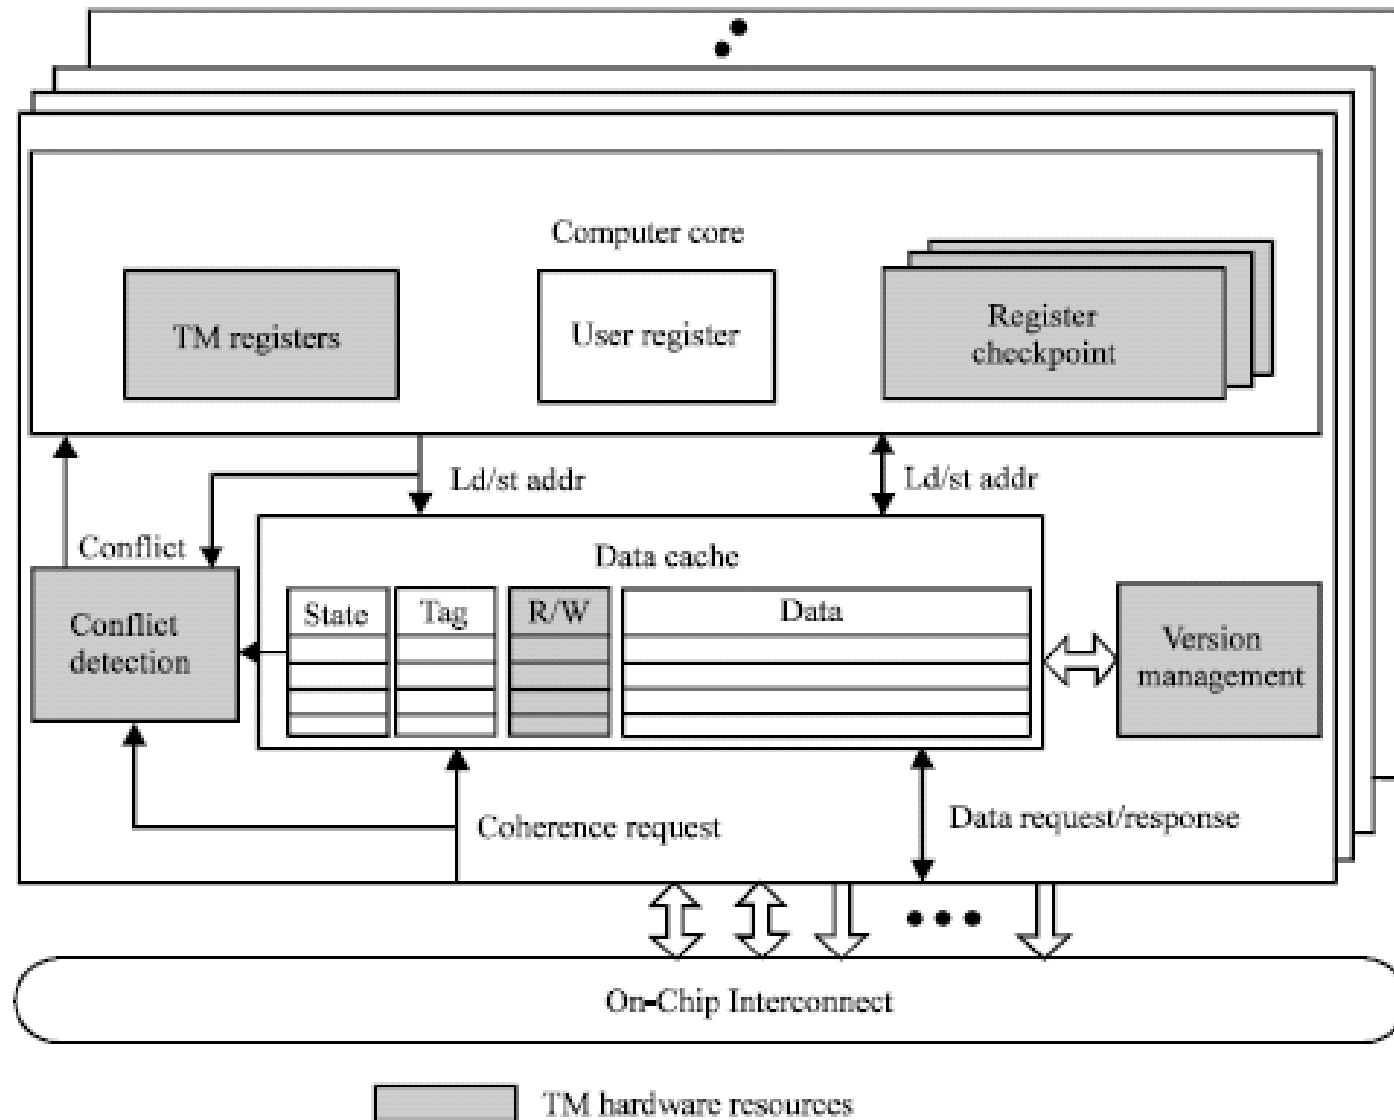 Computer core
TM registers
User register
Register
checkpoint
Ld/st addr
Ld/st addr
Conflict
Data cache
State
Tag
R/W
Data
Conflict
detection
Version
management
Coherence request
Data request/response
On-Chip Interconnect
TM hardware resources